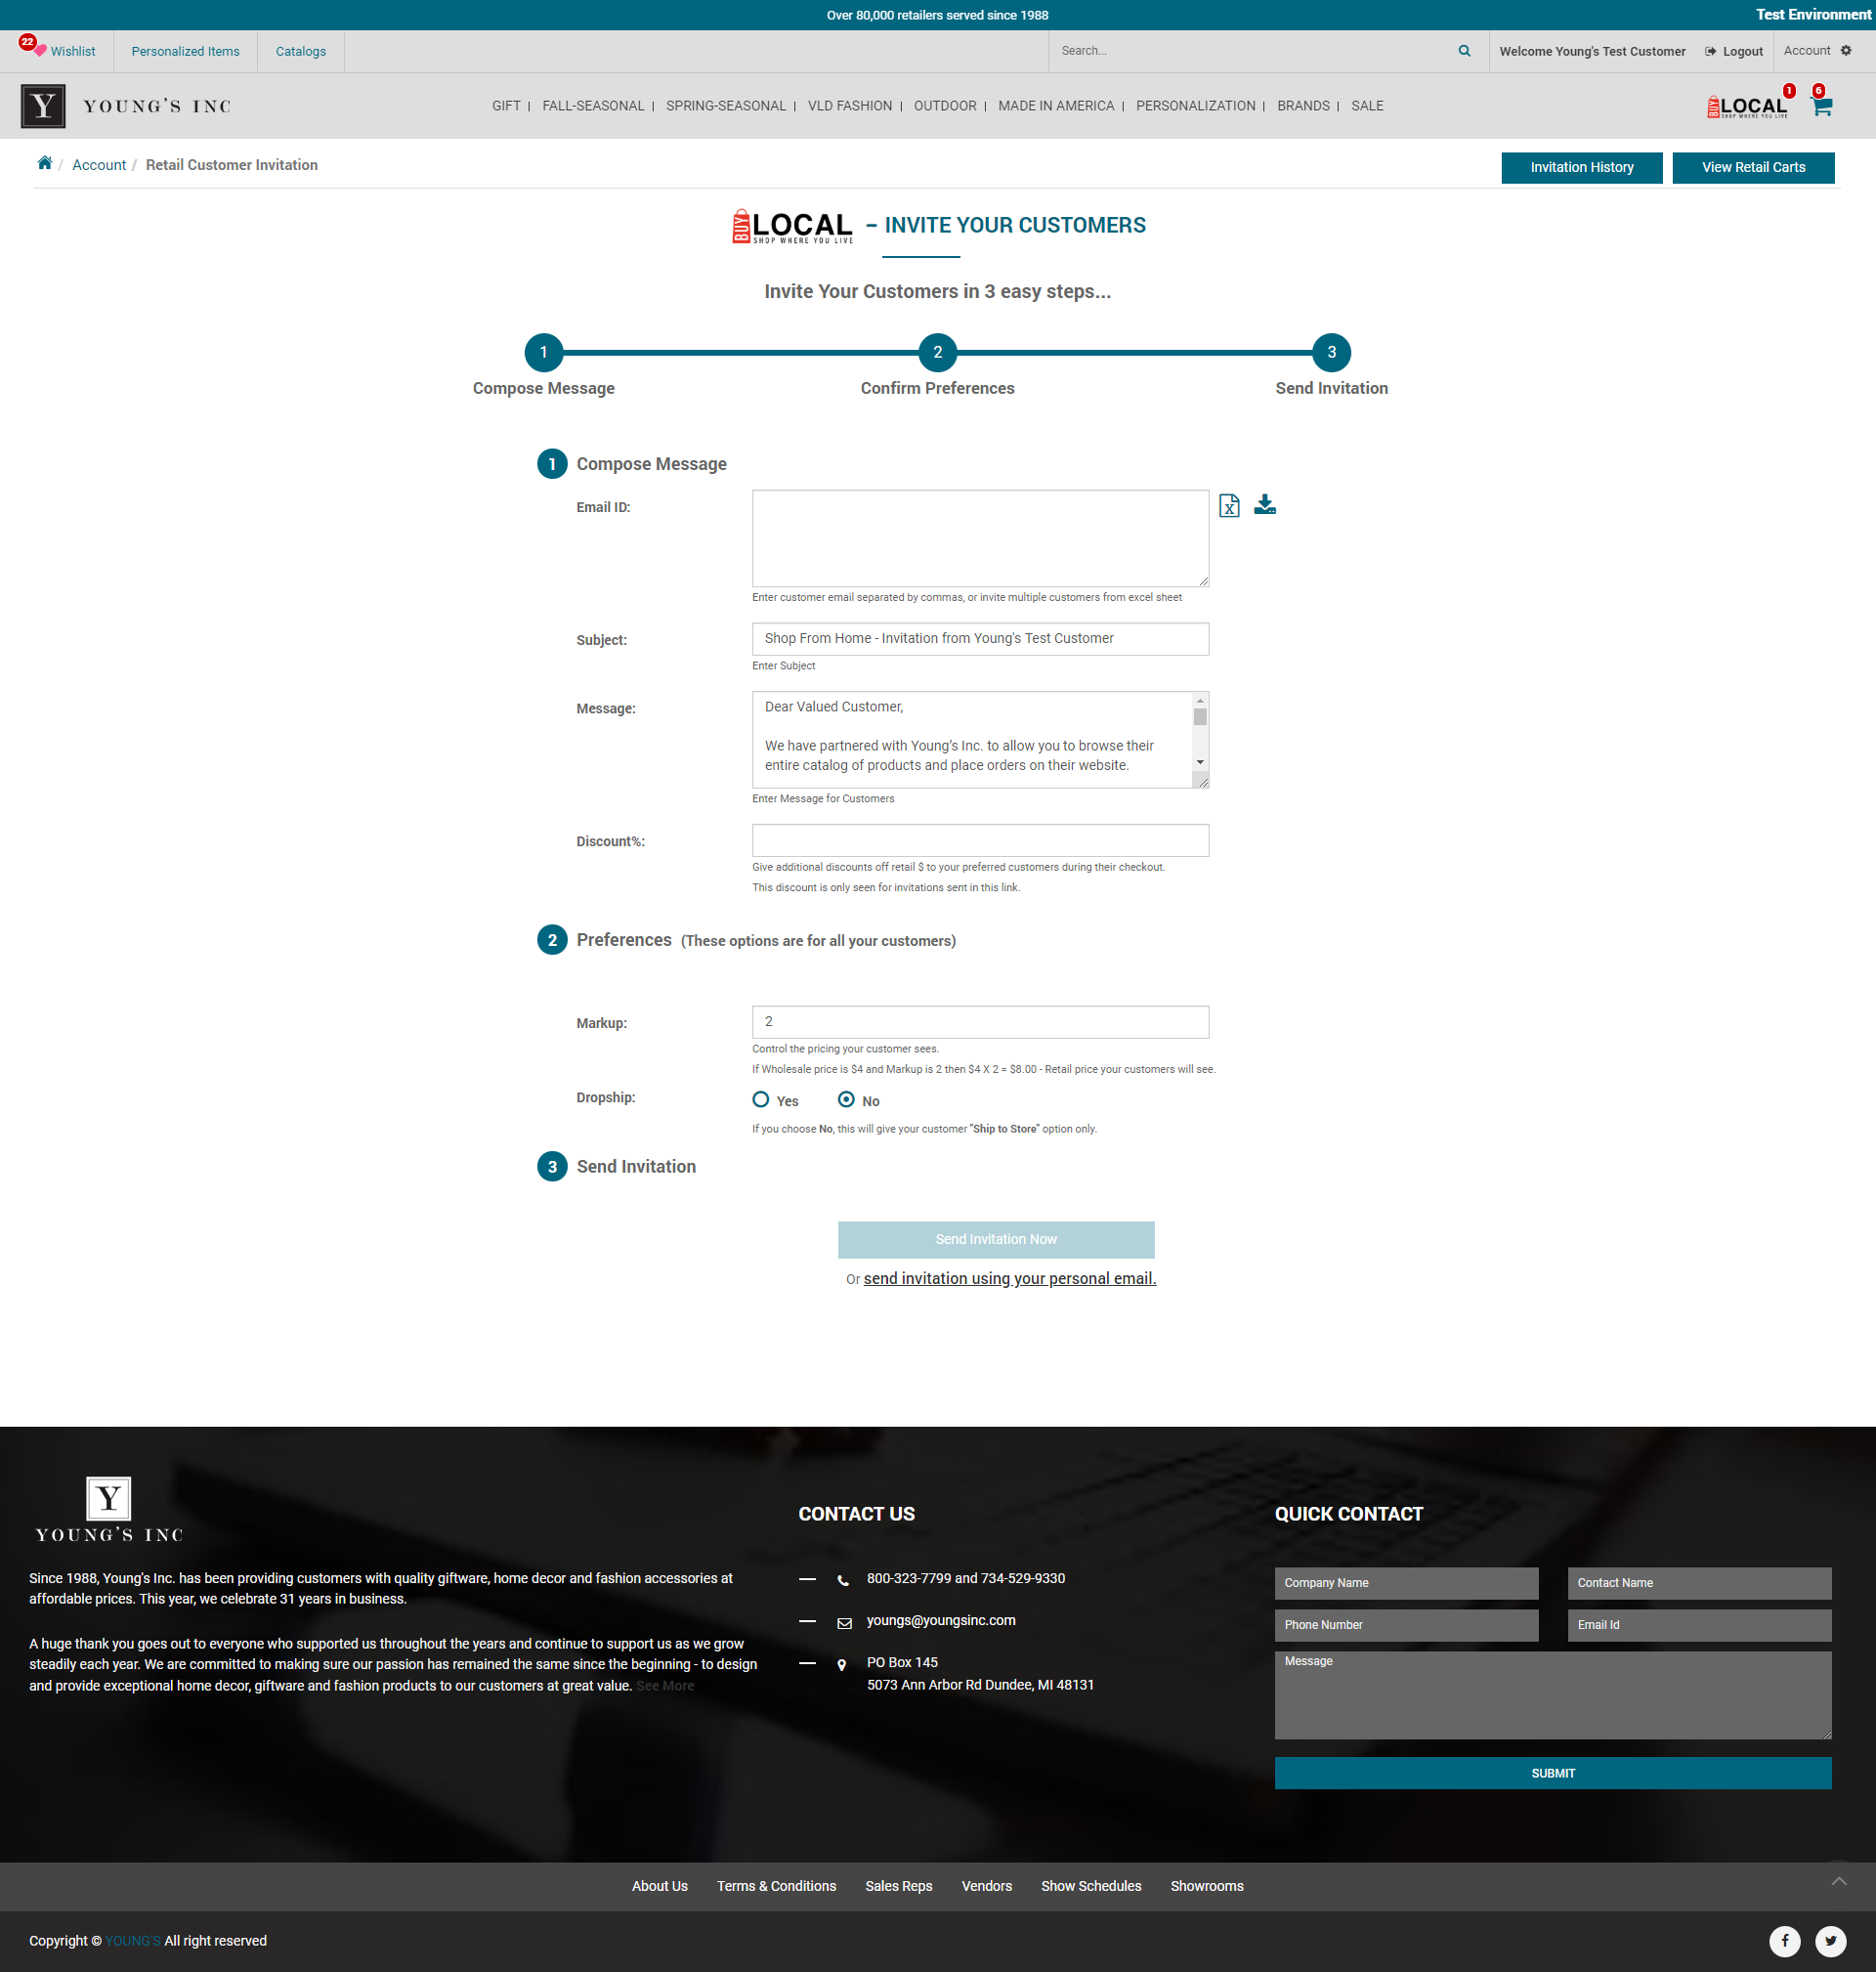 Over 80,000 retailers served since 1988
Test Environment
22
Wishlist
Personalized Items
Catalogs
Search...
Welcome Young's Test Customer
Logout
Account
Y
YOUNG'S INC
GIFT | FALL-SEASONAL | SPRING-SEASONAL | VLD FASHION | OUTDOOR | MADE IN AMERICA | PERSONALIZATION | BRANDS | SALE
BUY LOCAL
SHOP WHERE YOU LIVE
1
6
/ Account / Retail Customer Invitation
Invitation History
View Retail Carts
BUY LOCAL
SHOP WHERE YOU LIVE
– INVITE YOUR CUSTOMERS
Invite Your Customers in 3 easy steps...
1
2
3
Compose Message
Confirm Preferences
Send Invitation
1 Compose Message
Email ID:
X
Enter customer email separated by commas, or invite multiple customers from excel sheet
Subject:
Shop From Home - Invitation from Young's Test Customer
Enter Subject
Message:
Dear Valued Customer,
We have partnered with Young's Inc. to allow you to browse their
entire catalog of products and place orders on their website.
Enter Message for Customers
Discount%:
Give additional discounts off retail $ to your preferred customers during their checkout.
This discount is only seen for invitations sent in this link.
2 Preferences (These options are for all your customers)
Markup:
2
Control the pricing your customer sees.
If Wholesale price is $4 and Markup is 2 then $4 X 2 = $8.00 - Retail price your customers will see.
Dropship:
Yes
No
If you choose No, this will give your customer "Ship to Store" option only.
3 Send Invitation
Send Invitation Now
Or send invitation using your personal email.
Y
YOUNG'S INC
Since 1988, Young's Inc. has been providing customers with quality giftware, home decor and fashion accessories at
affordable prices. This year, we celebrate 31 years in business.
A huge thank you goes out to everyone who supported us throughout the years and continue to support us as we grow
steadily each year. We are committed to making sure our passion has remained the same since the beginning - to design
and provide exceptional home decor, giftware and fashion products to our customers at great value. See More
CONTACT US
800-323-7799 and 734-529-9330
youngs@youngsinc.com
PO Box 145
5073 Ann Arbor Rd Dundee, MI 48131
QUICK CONTACT
Company Name
Contact Name
Phone Number
Email Id
Message
SUBMIT
About Us
Terms & Conditions
Sales Reps
Vendors
Show Schedules
Showrooms
Copyright © YOUNG'S All right reserved